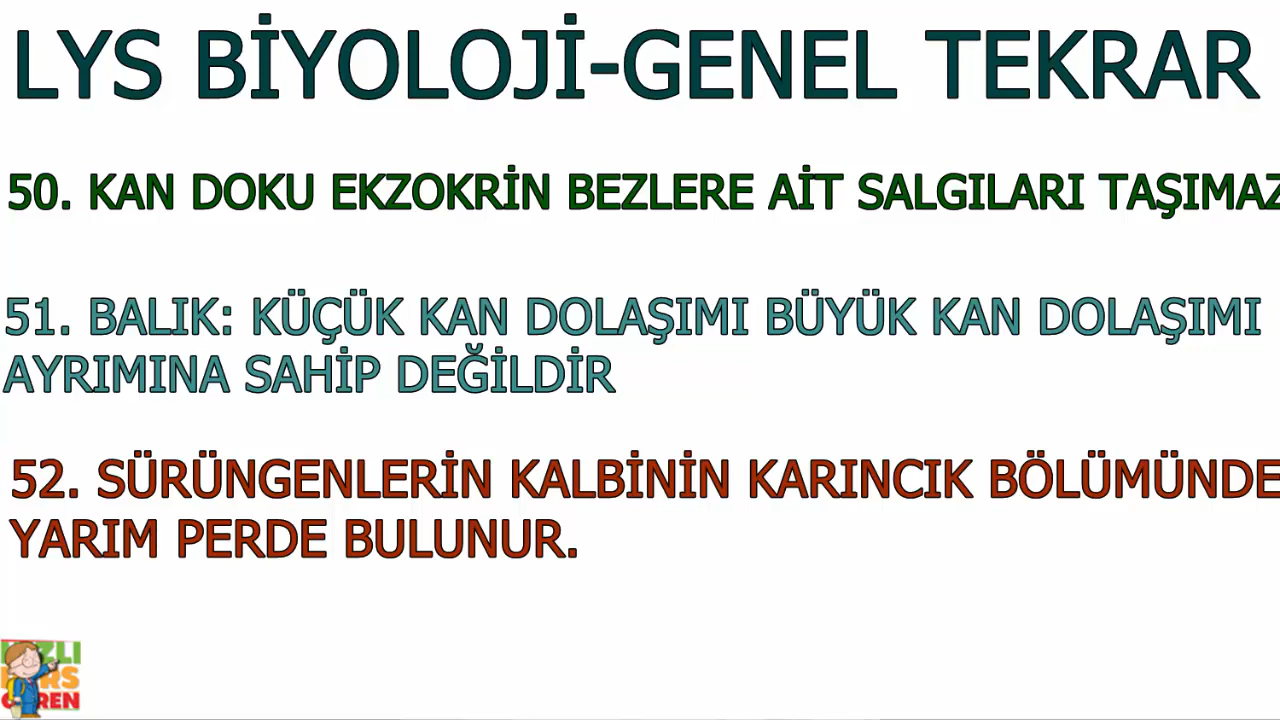 LYS BİYOLOJİ-GENEL TEKRAR
50. KAN DOKU EKZOKRİN BEZLERE AİT SALGILARI TAŞIMAZ
51. BALIK: KÜÇÜK KAN DOLAŞIMI BÜYÜK KAN DOLAŞIMI
AYRIMINA SAHİP DEĞİLDİR
52. SÜRÜNGENLERİN KALBİNİN KARINCIK BÖLÜMÜNDE
YARIM PERDE BULUNUR.